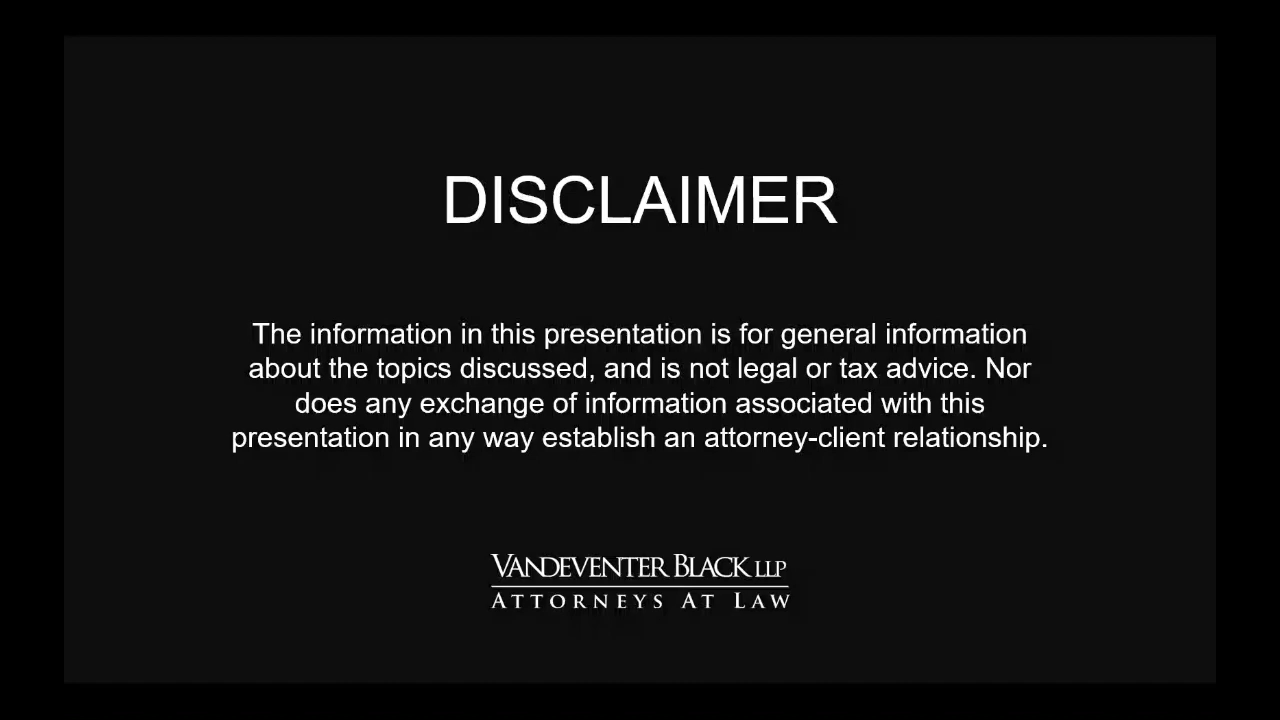 DISCLAIMER
The information in this presentation is for general information
about the topics discussed, and is not legal or tax advice. Nor
does any exchange of information associated with this
presentation in any way establish an attorney-client relationship.
VANDEVENTER BLACK LLP
ATTORNEYS AT LAW